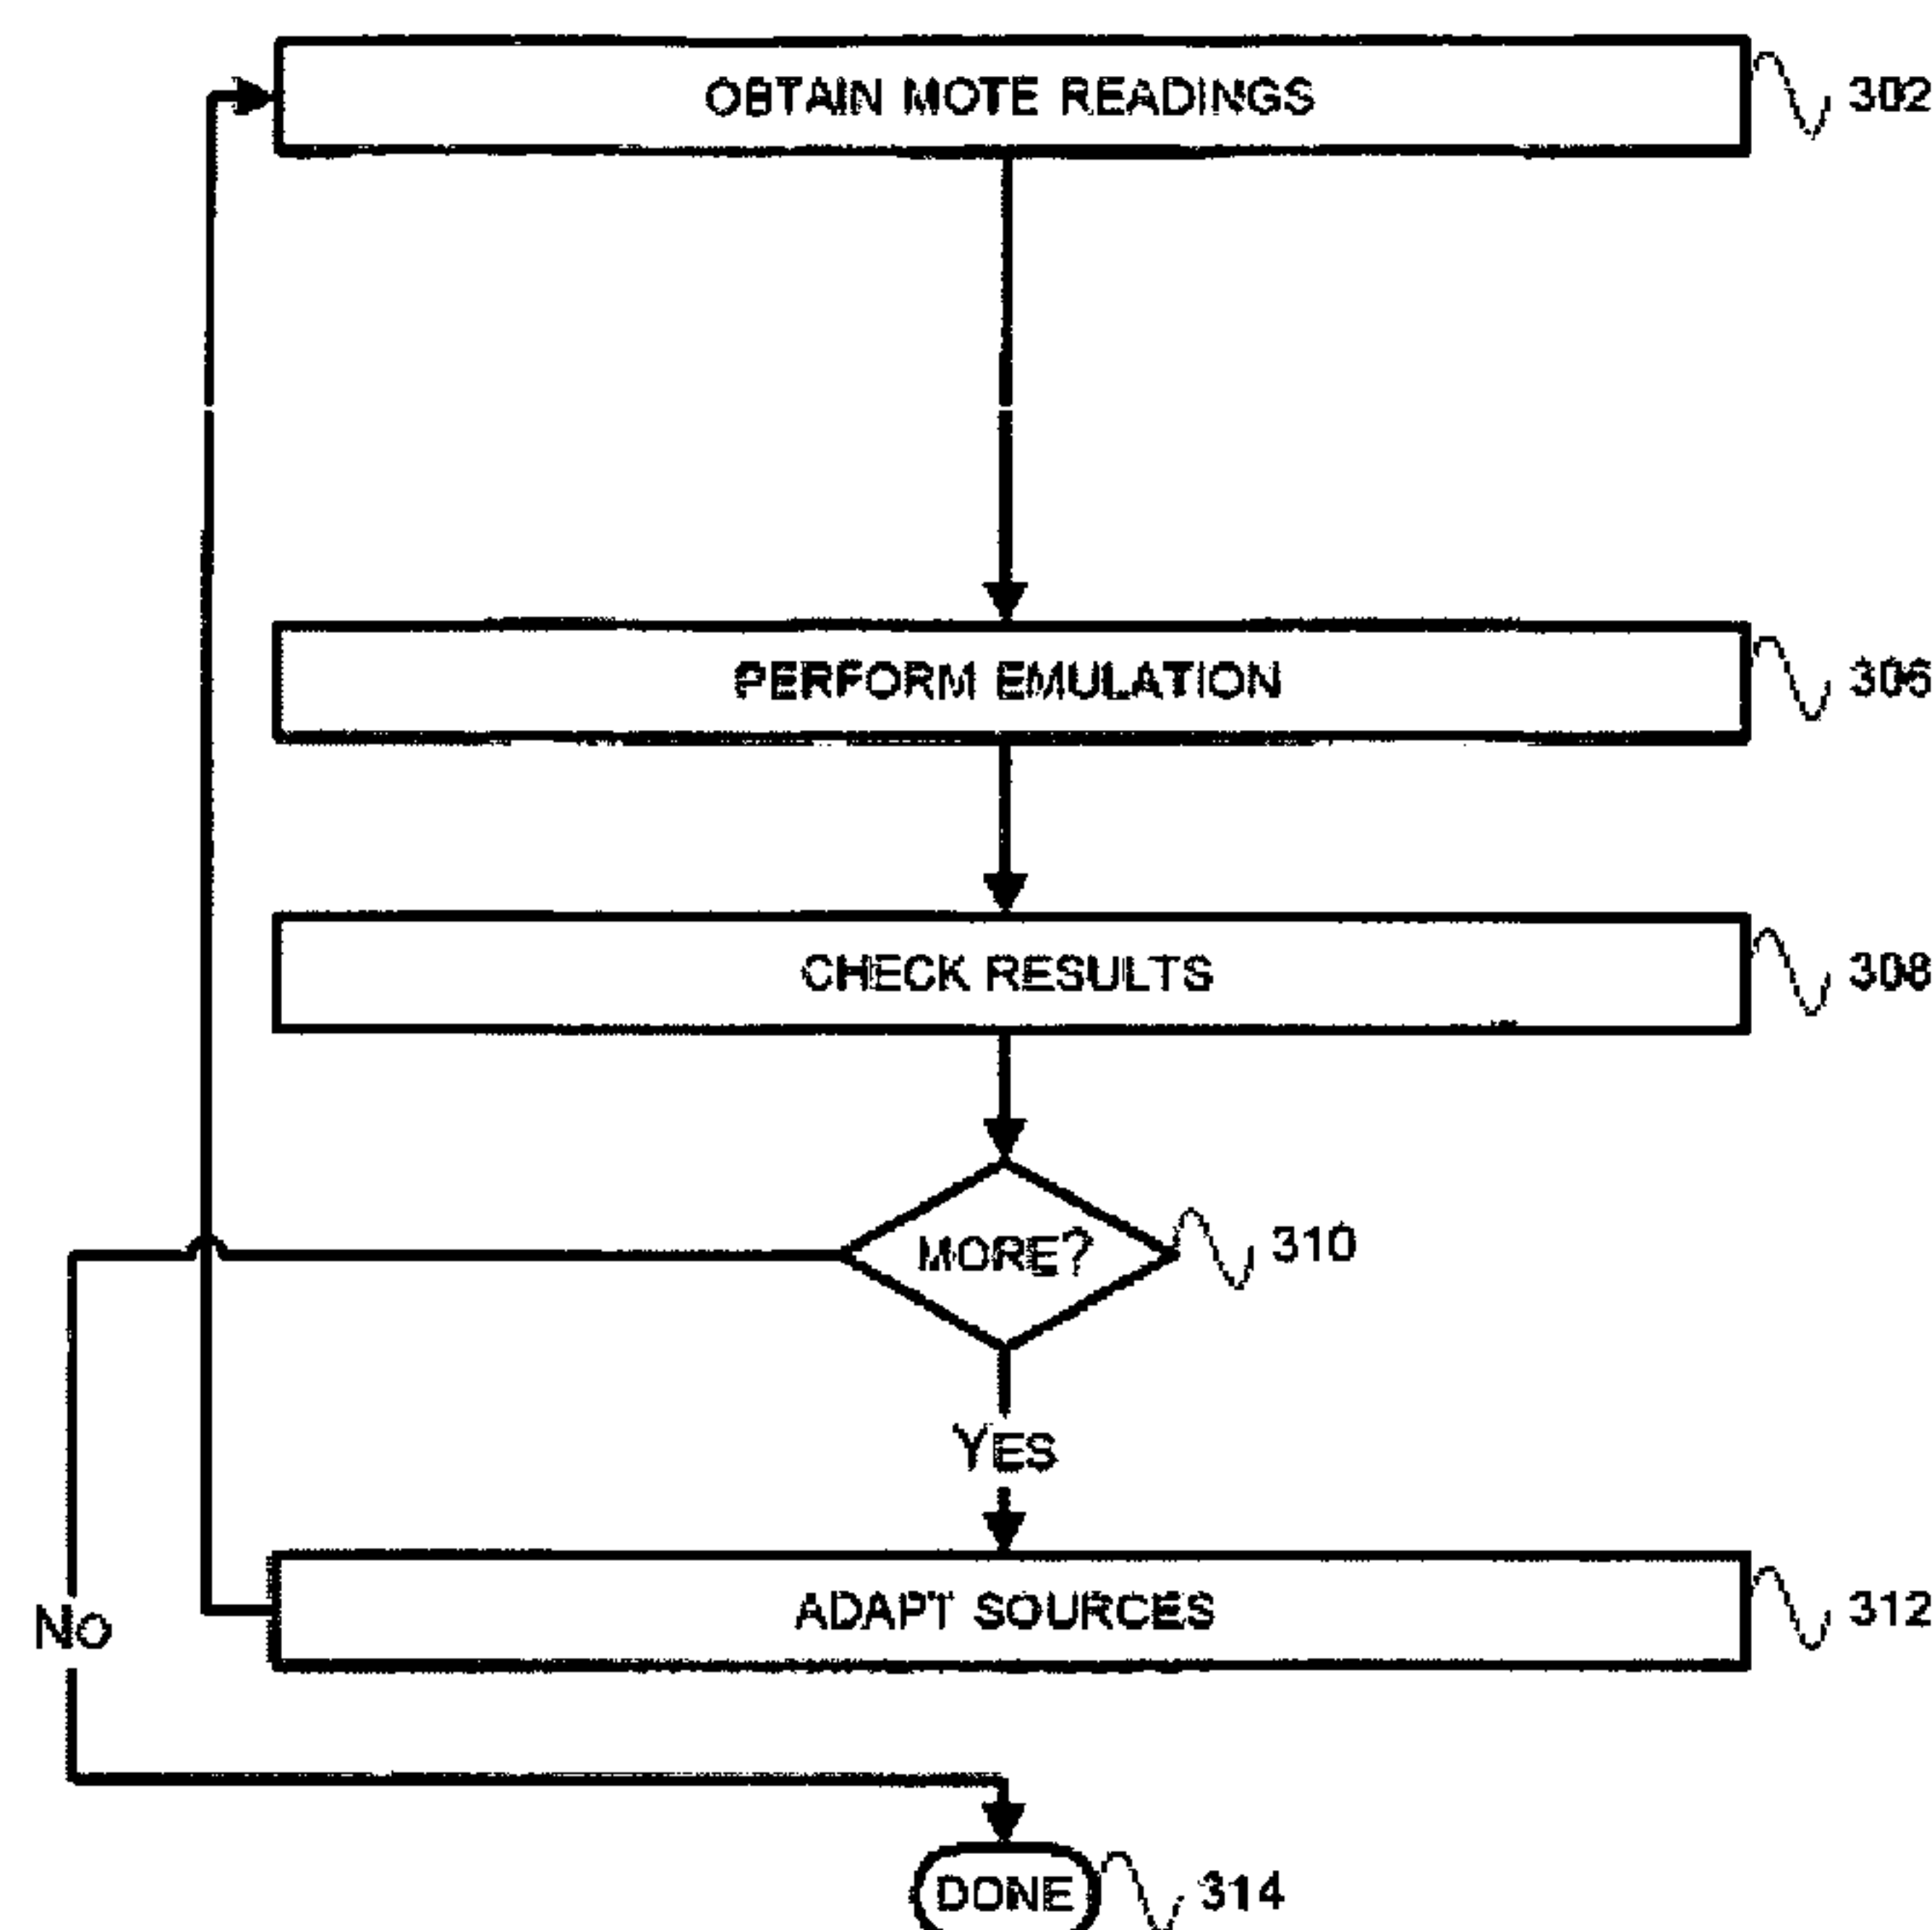 OBTAIN MOTE READINGS
302
PERFORM EMULATION
306
CHECK RESULTS
308
MORE?
310
YES
ADAPT SOURCES
312
No
DONE
314